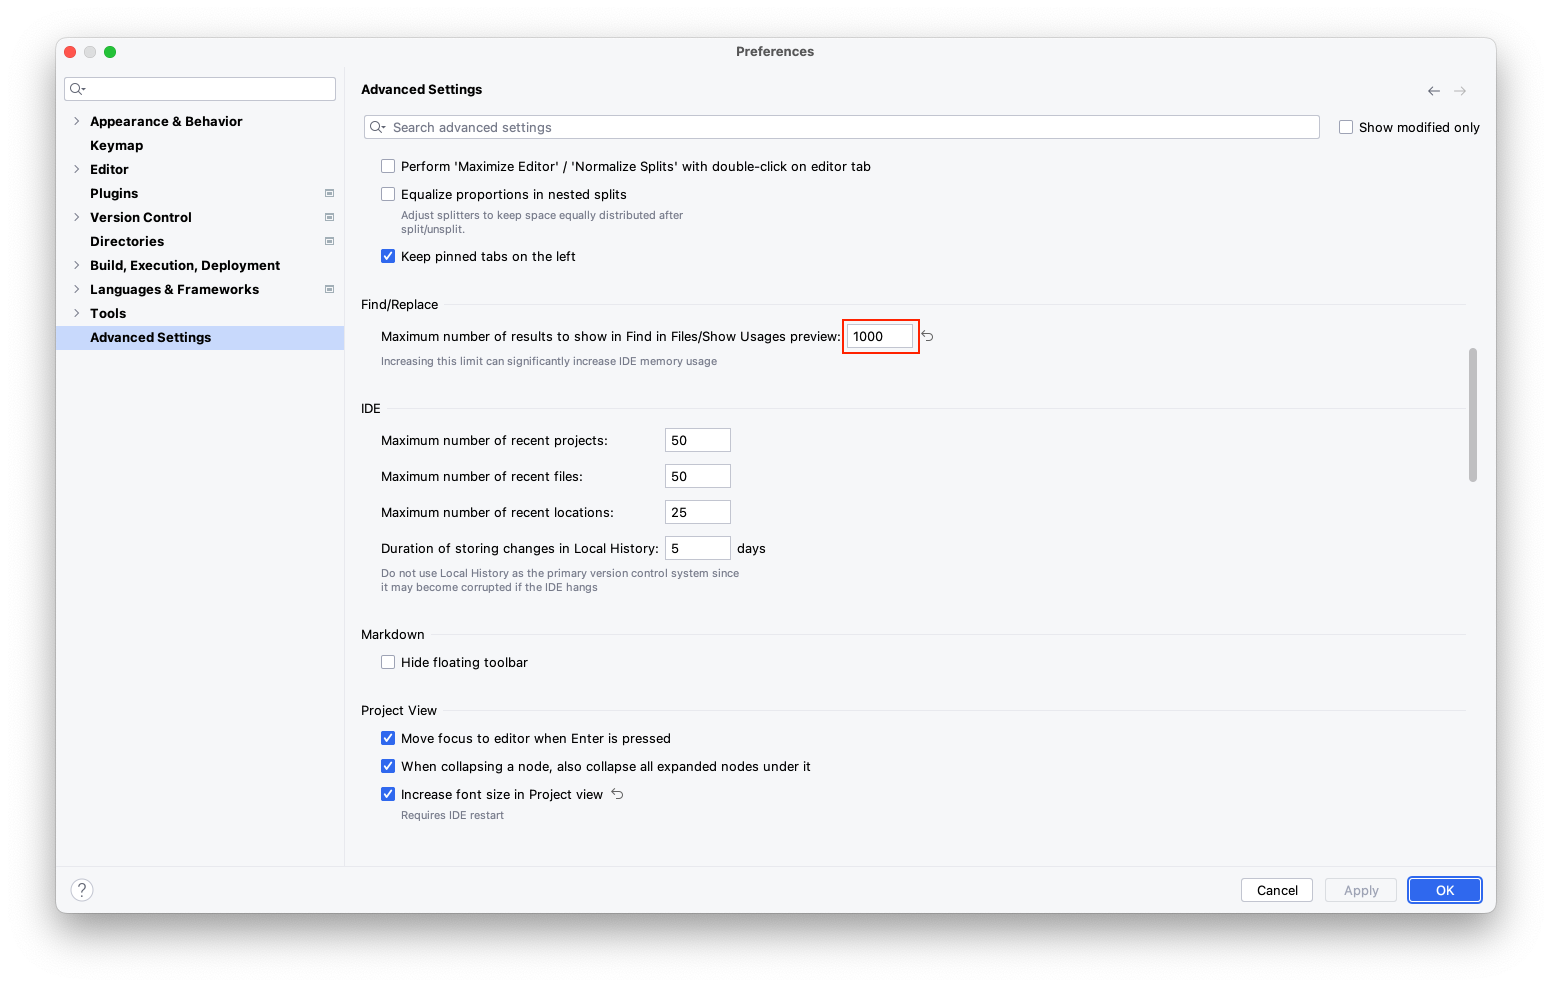 Preferences
Appearance & Behavior
Keymap
Editor
Plugins
Version Control
Directories
Build, Execution, Deployment
Languages & Frameworks
Tools
Advanced Settings
Advanced Settings
Search advanced settings
Show modified only
Perform 'Maximize Editor' / 'Normalize Splits' with double-click on editor tab
Equalize proportions in nested splits
Adjust splitters to keep space equally distributed after
split/unsplit.
Keep pinned tabs on the left
Find/Replace
Maximum number of results to show in Find in Files/Show Usages preview: 1000
Increasing this limit can significantly increase IDE memory usage
IDE
Maximum number of recent projects: 50
Maximum number of recent files: 50
Maximum number of recent locations: 25
Duration of storing changes in Local History: 5 days
Do not use Local History as the primary version control system since
it may become corrupted if the IDE hangs
Markdown
Hide floating toolbar
Project View
Move focus to editor when Enter is pressed
When collapsing a node, also collapse all expanded nodes under it
Increase font size in Project view
Requires IDE restart
?
Cancel
Apply
OK